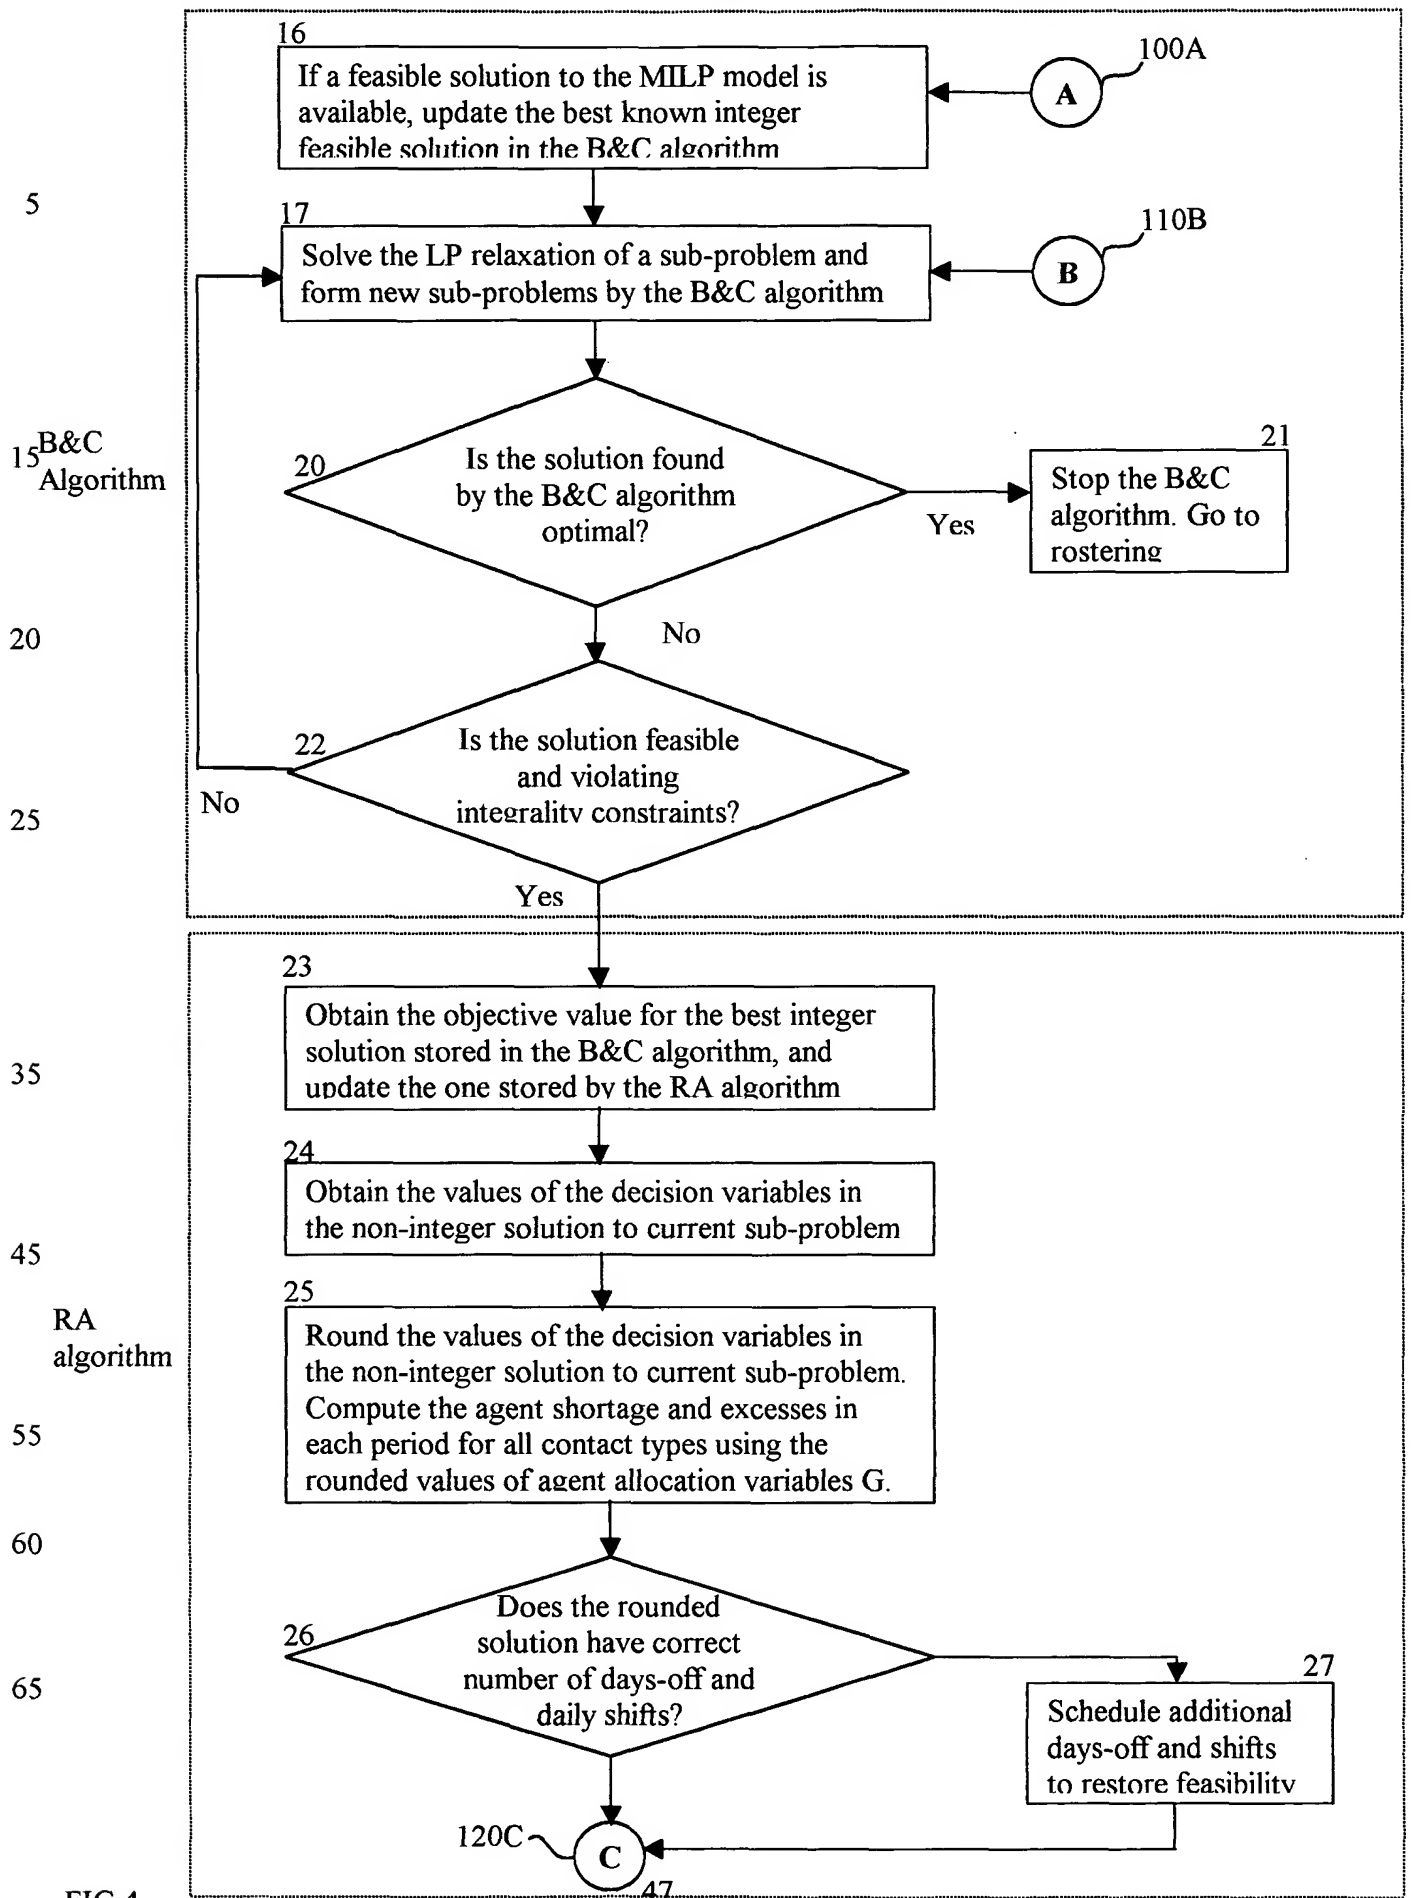 16
If a feasible solution to the MILP model is
available, update the best known integer
feasible solution in the B&C algorithm
A
100A
5
17
Solve the LP relaxation of a sub-problem and
form new sub-problems by the B&C algorithm
B
110B
15
B&C
Algorithm
20
Is the solution found
by the B&C algorithm
optimal?
Yes
21
Stop the B&C
algorithm. Go to
rostering
20
No
22
Is the solution feasible
and violating
integrality constraints?
No
25
Yes
23
Obtain the objective value for the best integer
solution stored in the B&C algorithm, and
update the one stored by the RA algorithm
35
24
Obtain the values of the decision variables in
the non-integer solution to current sub-problem
45
25
RA
algorithm
Round the values of the decision variables in
the non-integer solution to current sub-problem.
Compute the agent shortage and excesses in
each period for all contact types using the
rounded values of agent allocation variables G.
55
60
26
Does the rounded
solution have correct
number of days-off and
daily shifts?
65
27
Schedule additional
days-off and shifts
to restore feasibility
120C
C
47
FIG 4